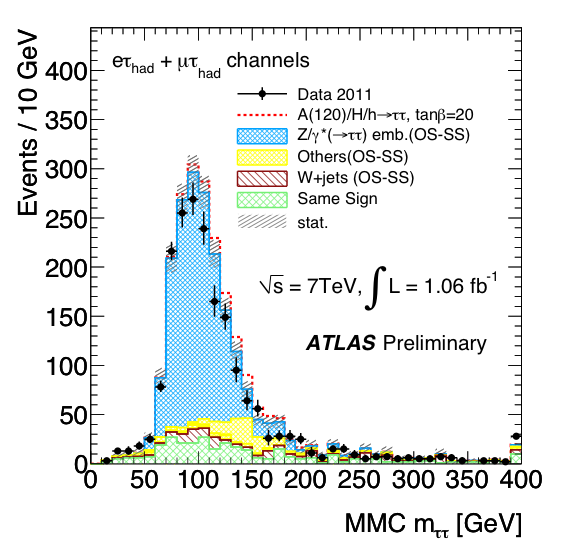 eτhad + μτhad channels
Data 2011
A(120)/H/h→ττ, tanβ=20
Z/γ*(→ττ) emb.(OS-SS)
Others(OS-SS)
W+jets (OS-SS)
Same Sign
stat.
√s = 7TeV, ∫ L = 1.06 fb⁻¹
ATLAS Preliminary
Events / 10 GeV
400
350
300
250
200
150
100
50
0
0 50 100 150 200 250 300 350 400
MMC mττ [GeV]